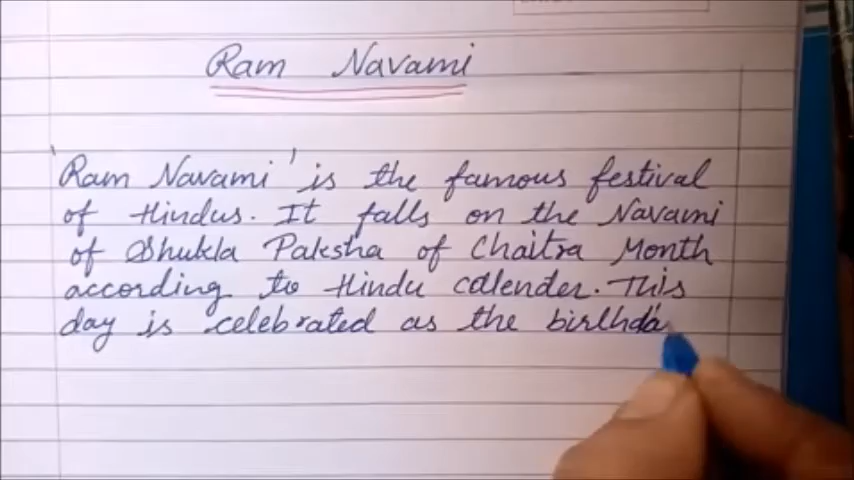 Ram Navami
'Ram Navami' is the famous festival
of Hindus. It falls on the Navami
of Shukla Paksha of Chaitra Month
according to Hindu calender. This
day is celebrated as the birthda